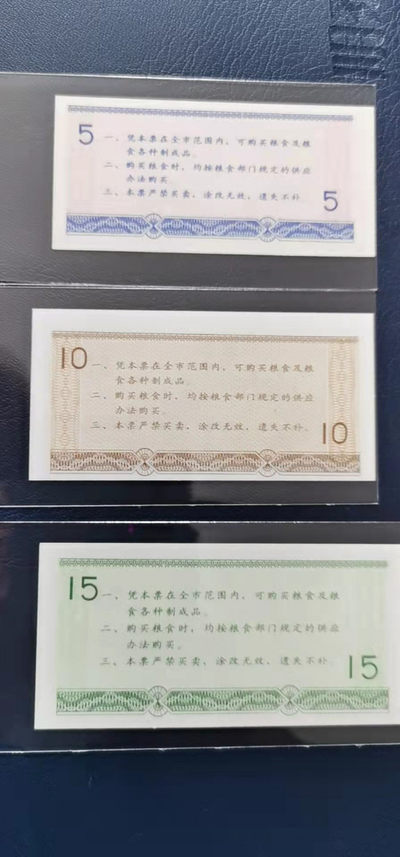 5
一、凭本票在全市范围内，可购买粮食及粮
食各种制成品。
二、购买粮食时，均按粮食部门规定的供应
办法购买。
三、本票严禁买卖，涂改无效，遗失不补。
5
10
一、凭本票在全市范围内，可购买粮食及粮
食各种制成品。
二、购买粮食时，均按粮食部门规定的供应
办法购买。
三、本票严禁买卖，涂改无效，遗失不补。
10
15
一、凭本票在全市范围内，可购买粮食及粮
食各种制成品。
二、购买粮食时，均按粮食部门规定的供应
办法购买。
三、本票严禁买卖，涂改无效，遗失不补。
15